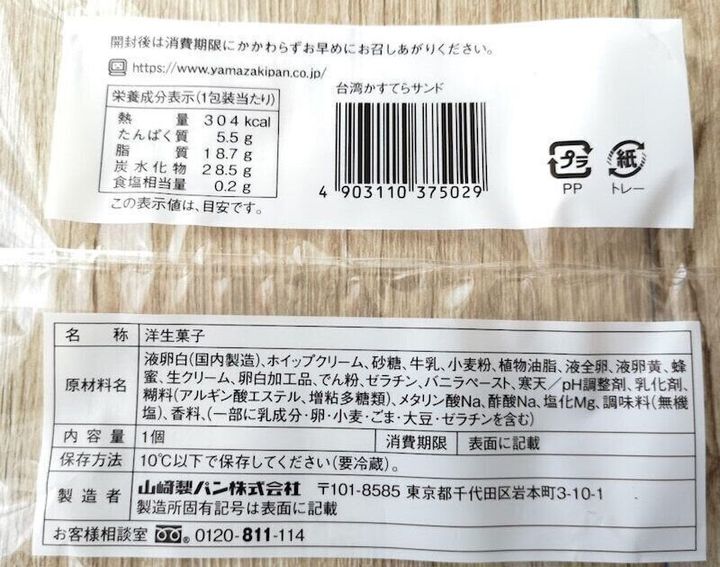 開封後は消費期限にかかわらずお早めにお召しあがりください。
https://www.yamazakipan.co.jp/
台湾かすてらサンド
栄養成分表示(1包装当たり)
熱量 304 kcal
たんぱく質 5.5 g
脂質 18.7 g
炭水化物 28.5 g
食塩相当量 0.2 g
この表示値は、目安です。
4 903110 375029
プラ 紙
PP トレー
名称 洋生菓子
原材料名 液卵白(国内製造)、ホイップクリーム、砂糖、牛乳、小麦粉、植物油脂、液全卵、液卵黄、蜂
蜜、生クリーム、卵白加工品、でん粉、ゼラチン、バニラペースト、寒天/pH調整剤、乳化剤、
糊料(アルギン酸エステル、増粘多糖類)、メタリン酸Na、酢酸Na、塩化Mg、調味料(無機
塩)、香料、(一部に乳成分・卵・小麦・ごま・大豆・ゼラチンを含む)
内容量 1個 消費期限 表面に記載
保存方法 10℃以下で保存してください(要冷蔵)。
製造者 山崎製パン株式会社 〒101-8585 東京都千代田区岩本町3-10-1
製造所固有記号は表面に記載
お客様相談室 0120-811-114